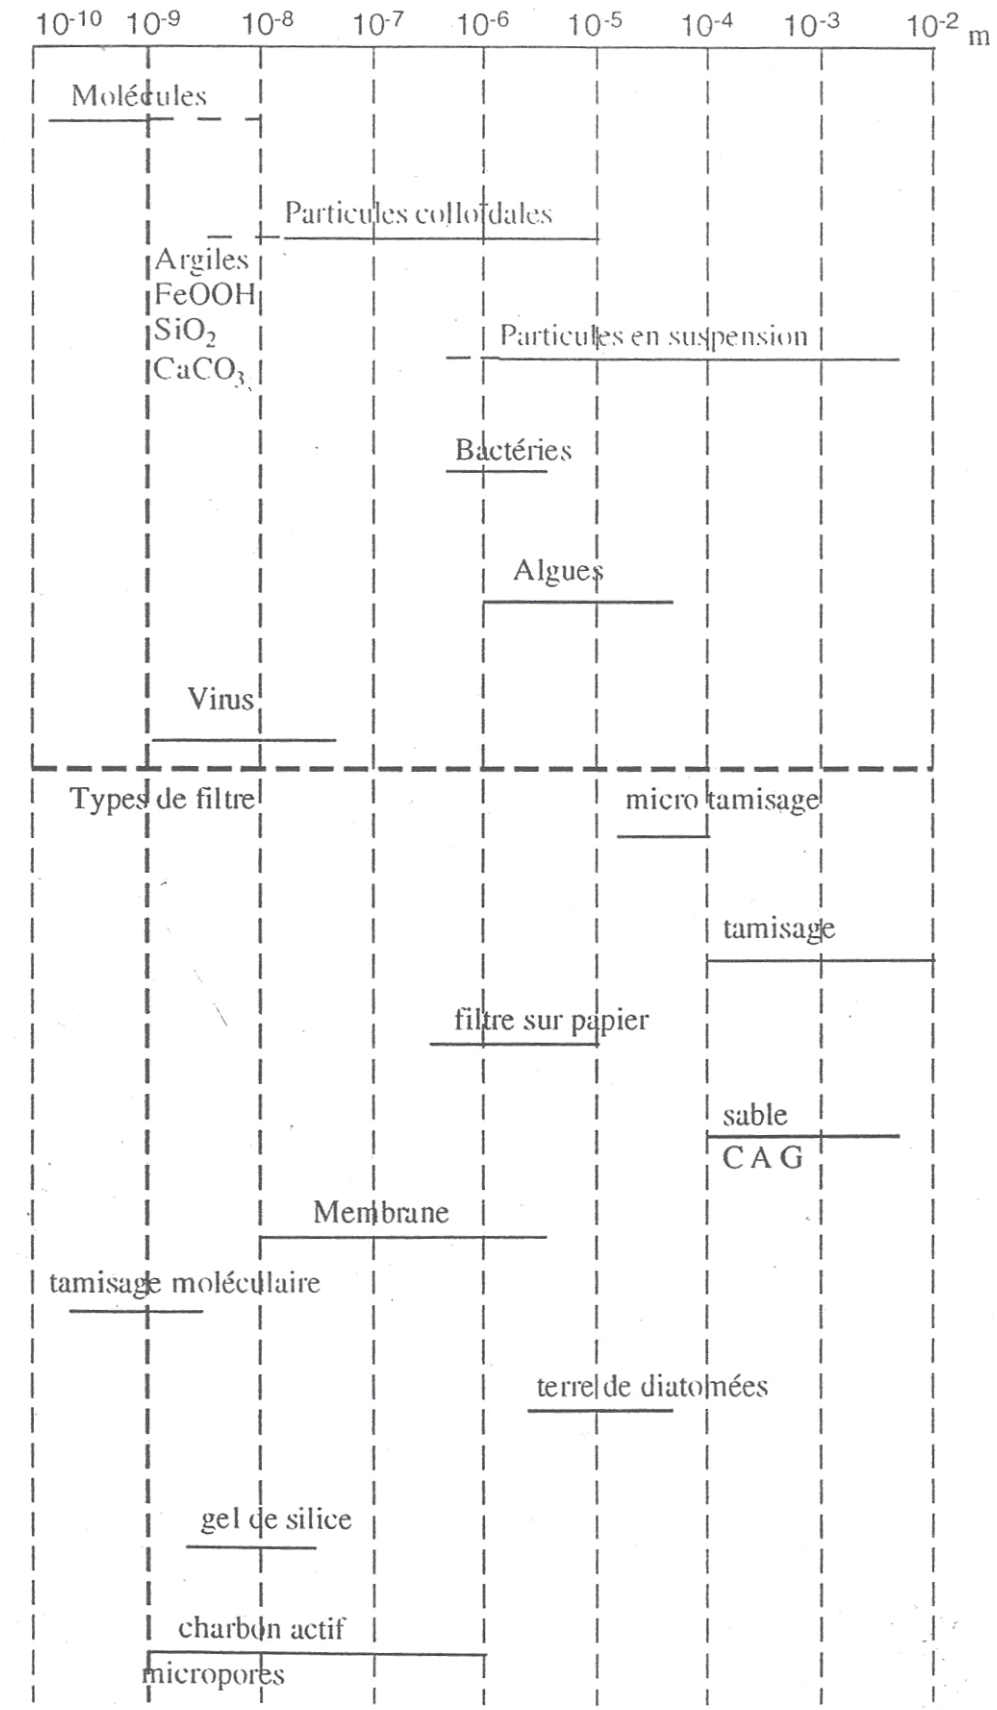 10-10 10-9 10-8 10-7 10-6 10-5 10-4 10-3 10-2 m
Molécules
Particules colloïdales
Argiles
FeOOH
SiO2
CaCO3
Particules en suspension
Bactéries
Algues
Virus
Types de filtre
micro tamisage
tamisage
filtre sur papier
sable
C A G
Membrane
tamisage moléculaire
terre de diatomées
gel de silice
charbon actif
micropores